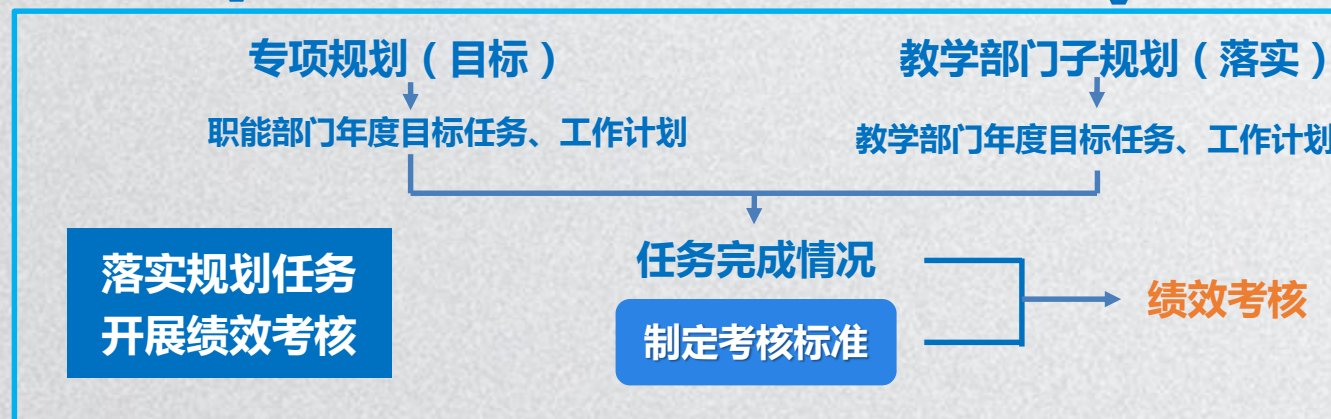 专项规划（目标）
教学部门子规划（落实）
职能部门年度目标任务、工作计划
教学部门年度目标任务、工作计划
任务完成情况
落实规划任务
开展绩效考核
制定考核标准
绩效考核